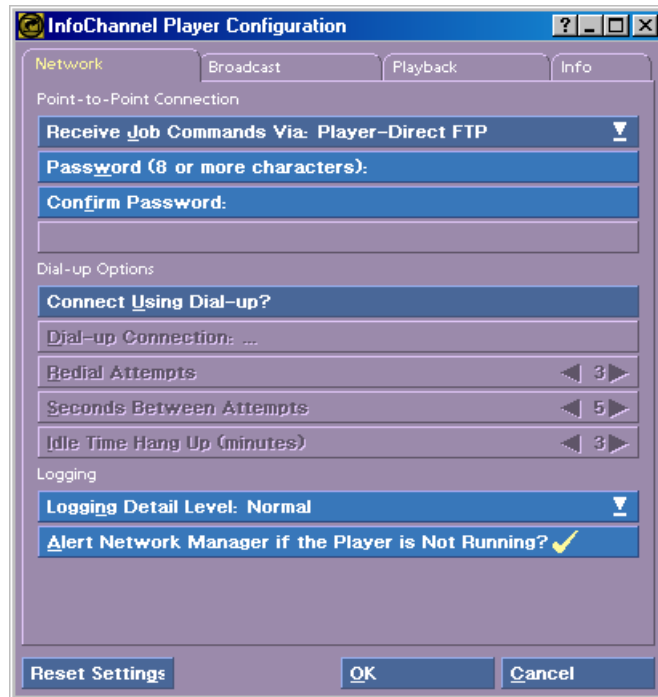 InfoChannel Player Configuration
Network Broadcast Playback Info
Point-to-Point Connection
Receive Job Commands Via: Player-Direct FTP
Password (8 or more characters):
Confirm Password:
Dial-up Options
Connect Using Dial-up?
Dial-up Connection: ...
Redial Attempts 3
Seconds Between Attempts 5
Idle Time Hang Up (minutes) 3
Logging
Logging Detail Level: Normal
Alert Network Manager if the Player is Not Running?
Reset Settings OK Cancel